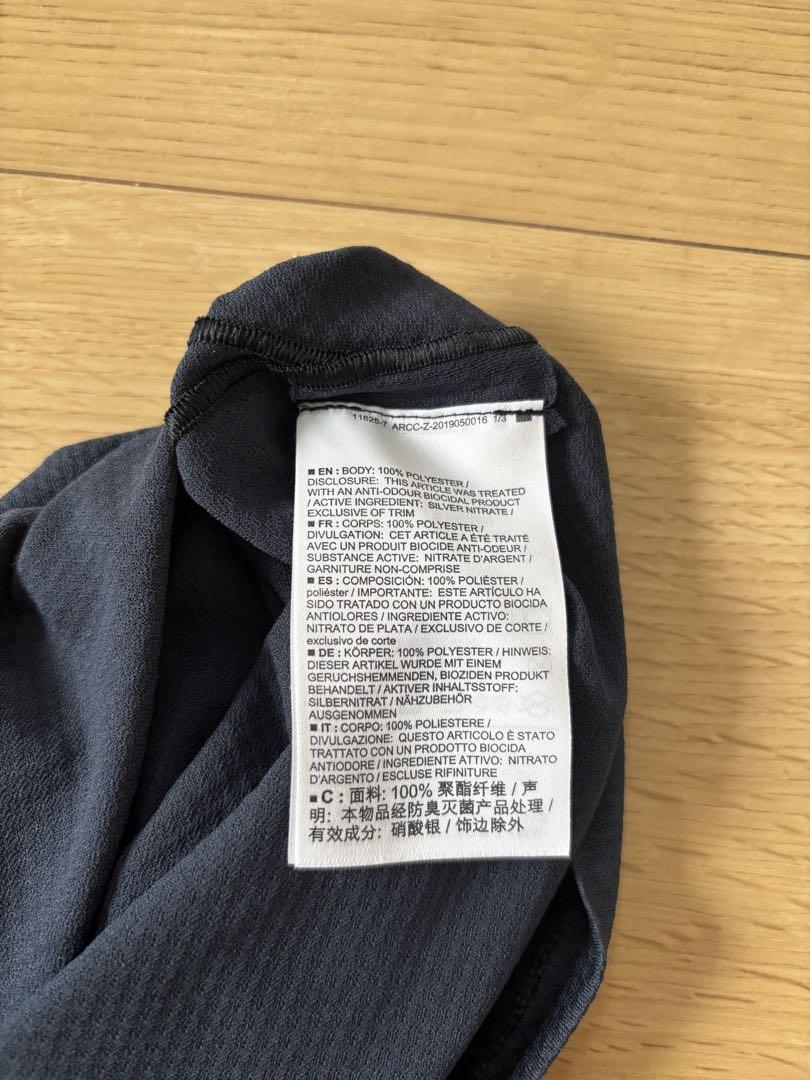 11625-7 ARCC-Z-2019050016 1/3
■ EN : BODY: 100% POLYESTER /
DISCLOSURE: THIS ARTICLE WAS TREATED
WITH AN ANTI-ODOUR BIOCIDAL PRODUCT
/ ACTIVE INGREDIENT: SILVER NITRATE /
EXCLUSIVE OF TRIM
■ FR : CORPS: 100% POLYESTER /
DIVULGATION: CET ARTICLE A ÉTÉ TRAITÉ
AVEC UN PRODUIT BIOCIDE ANTI-ODEUR /
SUBSTANCE ACTIVE: NITRATE D'ARGENT /
GARNITURE NON-COMPRISE
■ ES : COMPOSICIÓN: 100% POLIÉSTER /
poliéster / IMPORTANTE: ESTE ARTÍCULO HA
SIDO TRATADO CON UN PRODUCTO BIOCIDA
ANTIOLORES / INGREDIENTE ACTIVO:
NITRATO DE PLATA / EXCLUSIVO DE CORTE /
exclusivo de corte
■ DE : KÖRPER: 100% POLYESTER / HINWEIS:
DIESER ARTIKEL WURDE MIT EINEM
GERUCHSHEMMENDEN, BIOZIDEN PRODUKT
BEHANDELT / AKTIVER INHALTSSTOFF:
SILBERNITRAT / NÄHZUBEHÖR
AUSGENOMMEN
■ IT : CORPO: 100% POLIESTERE /
DIVULGAZIONE: QUESTO ARTICOLO È STATO
TRATTATO CON UN PRODOTTO BIOCIDA
ANTIODORE / INGREDIENTE ATTIVO: NITRATO
D'ARGENTO / ESCLUSE RIFINITURE
■ C : 面料: 100% 聚酯纤维 / 声
明: 本物品经防臭灭菌产品处理 /
有效成分: 硝酸银 / 饰边除外